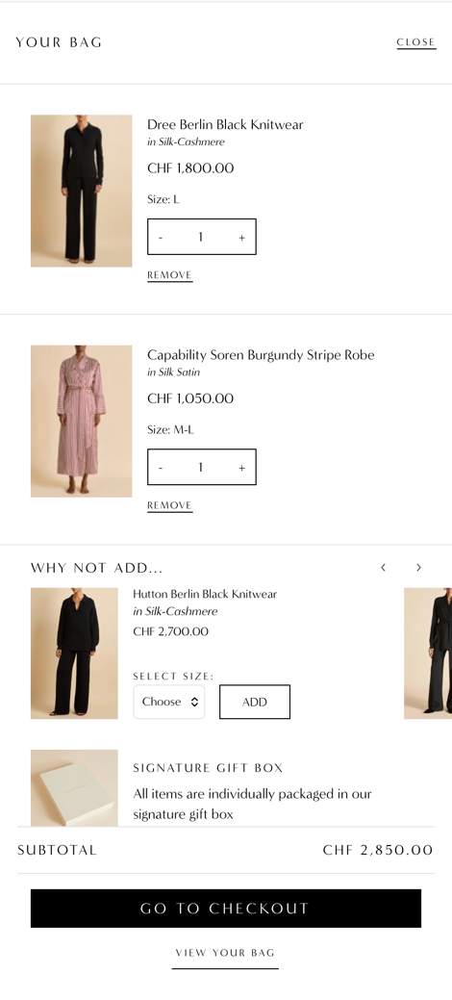 YOUR BAG
CLOSE
Dree Berlin Black Knitwear
in Silk-Cashmere
CHF 1,800.00
Size: L
- 1 +
REMOVE
Capability Soren Burgundy Stripe Robe
in Silk Satin
CHF 1,050.00
Size: M-L
- 1 +
REMOVE
WHY NOT ADD...
Hutton Berlin Black Knitwear
in Silk-Cashmere
CHF 2,700.00
SELECT SIZE:
Choose
ADD
SIGNATURE GIFT BOX
All items are individually packaged in our
signature gift box
SUBTOTAL
CHF 2,850.00
GO TO CHECKOUT
VIEW YOUR BAG